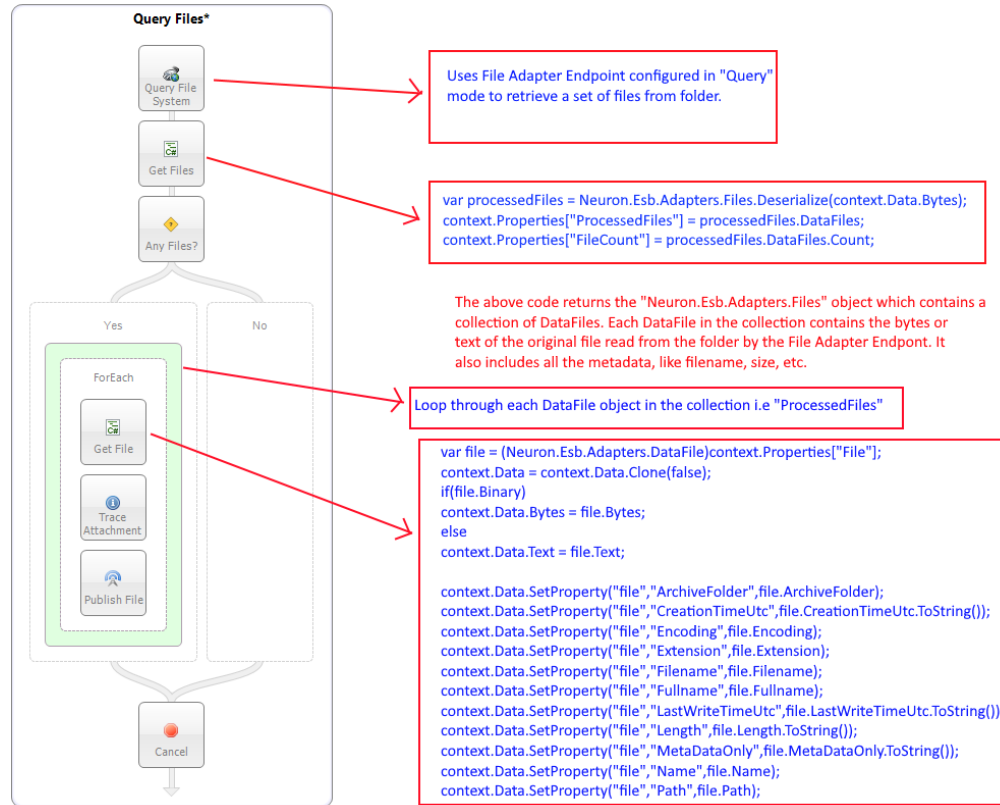 Query Files*
Query File
System
Uses File Adapter Endpoint configured in "Query"
mode to retrieve a set of files from folder.
C#
Get Files
var processedFiles = Neuron.Esb.Adapters.Files.Deserialize(context.Data.Bytes);
context.Properties["ProcessedFiles"] = processedFiles.DataFiles;
context.Properties["FileCount"] = processedFiles.DataFiles.Count;
Any Files?
The above code returns the "Neuron.Esb.Adapters.Files" object which contains a
collection of DataFiles. Each DataFile in the collection contains the bytes or
text of the original file read from the folder by the File Adapter Endpont. It
also includes all the metadata, like filename, size, etc.
Yes
No
ForEach
Loop through each DataFile object in the collection i.e "ProcessedFiles"
C#
Get File
Trace
Attachment
Publish File
var file = (Neuron.Esb.Adapters.DataFile)context.Properties["File"];
context.Data = context.Data.Clone(false);
if(file.Binary)
context.Data.Bytes = file.Bytes;
else
context.Data.Text = file.Text;
context.Data.SetProperty("file","ArchiveFolder",file.ArchiveFolder);
context.Data.SetProperty("file","CreationTimeUtc",file.CreationTimeUtc.ToString());
context.Data.SetProperty("file","Encoding",file.Encoding);
context.Data.SetProperty("file","Extension",file.Extension);
context.Data.SetProperty("file","Filename",file.Filename);
context.Data.SetProperty("file","Fullname",file.Fullname);
context.Data.SetProperty("file","LastWriteTimeUtc",file.LastWriteTimeUtc.ToString())
context.Data.SetProperty("file","Length",file.Length.ToString());
context.Data.SetProperty("file","MetaDataOnly",file.MetaDataOnly.ToString());
context.Data.SetProperty("file","Name",file.Name);
context.Data.SetProperty("file","Path",file.Path);
Cancel